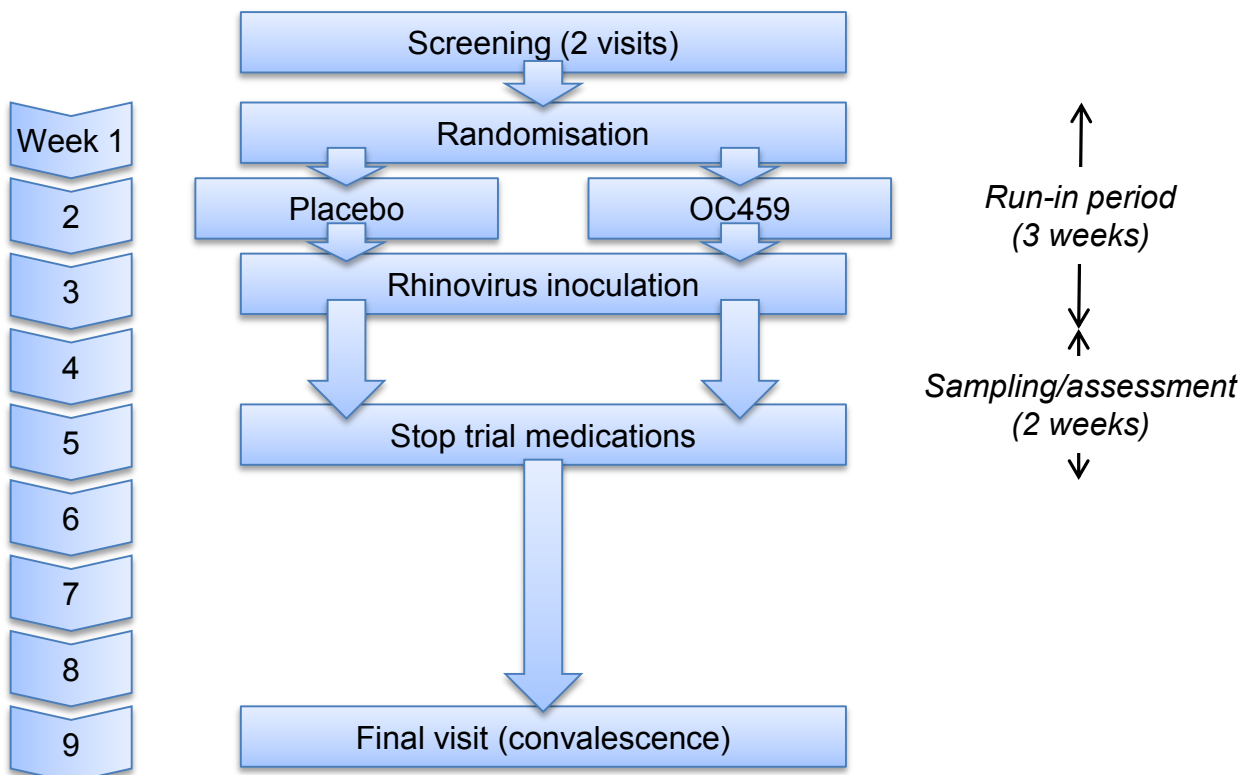 Screening (2 visits)
Week 1
Randomisation
2
Placebo
OC459
Run-in period
(3 weeks)
3
Rhinovirus inoculation
4
Sampling/assessment
(2 weeks)
5
Stop trial medications
6
7
8
9
Final visit (convalescence)